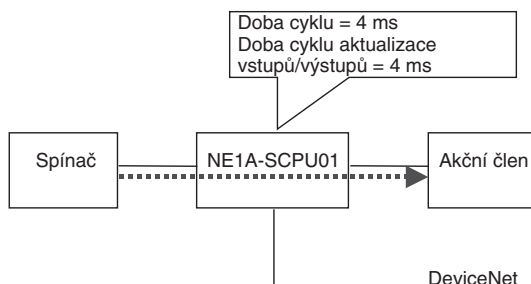 Doba cyklu = 4 ms
Doba cyklu aktualizace
vstupů/výstupů = 4 ms
Spínač
NE1A-SCPU01
Akční člen
DeviceNet